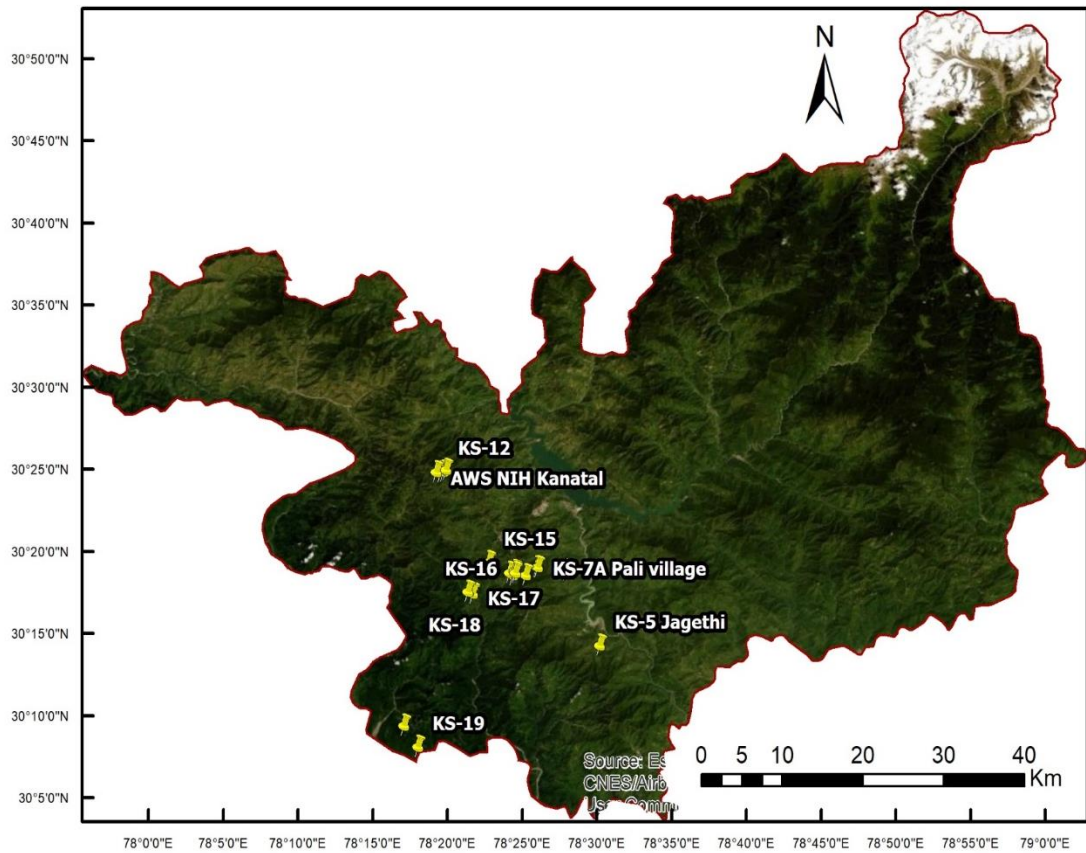 N
30°50'0"N
30°45'0"N
30°40'0"N
30°35'0"N
30°30'0"N
30°25'0"N
30°20'0"N
30°15'0"N
30°10'0"N
30°5'0"N
KS-12
AWS NIH Kanatal
KS-15
KS-16
KS-7A Pali village
KS-17
KS-18
KS-5 Jagethi
KS-19
Source: Es
CNES/Airb
User Comm
0 5 10 20 30 40
Km
78°0'0"E 78°5'0"E 78°10'0"E 78°15'0"E 78°20'0"E 78°25'0"E 78°30'0"E 78°35'0"E 78°40'0"E 78°45'0"E 78°50'0"E 78°55'0"E 79°0'0"E